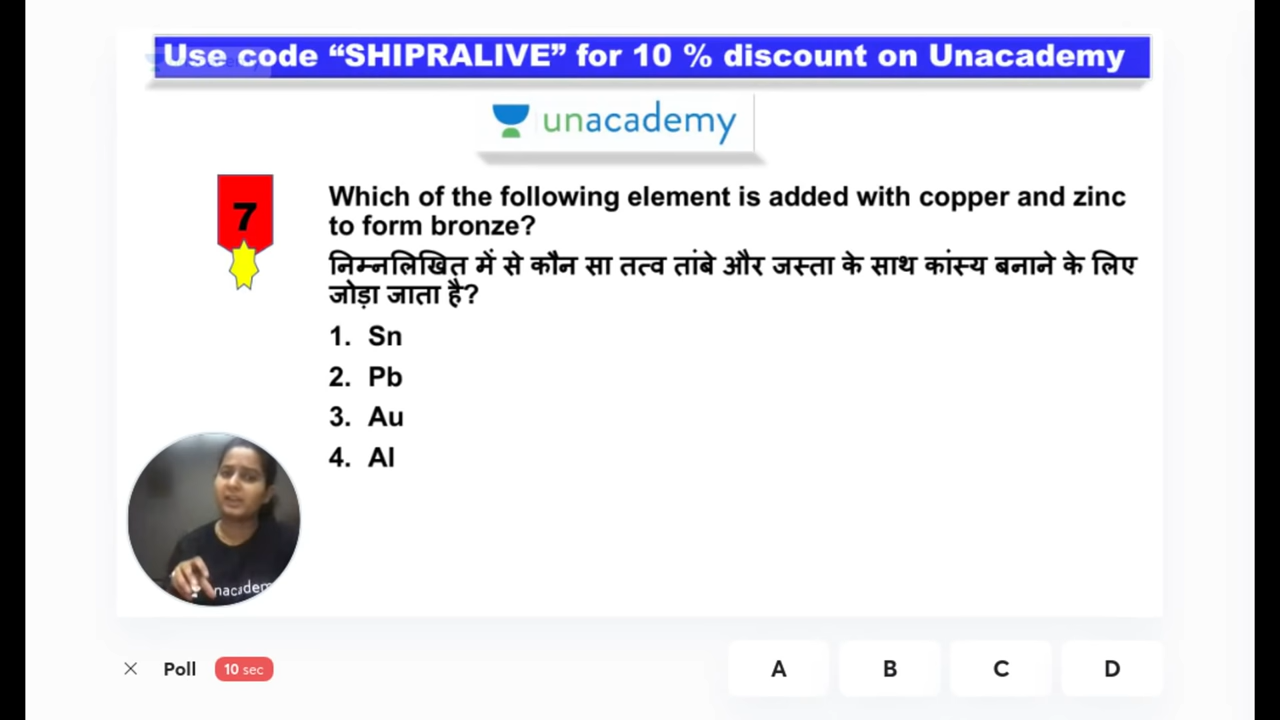 Use code “SHIPRALIVE” for 10 % discount on Unacademy
unacademy
7
Which of the following element is added with copper and zinc
to form bronze?
निम्नलिखित में से कौन सा तत्व तांबे और जस्ता के साथ कांस्य बनाने के लिए
जोड़ा जाता है?
1. Sn
2. Pb
3. Au
4. Al
unacademy
Poll 10 sec A B C D